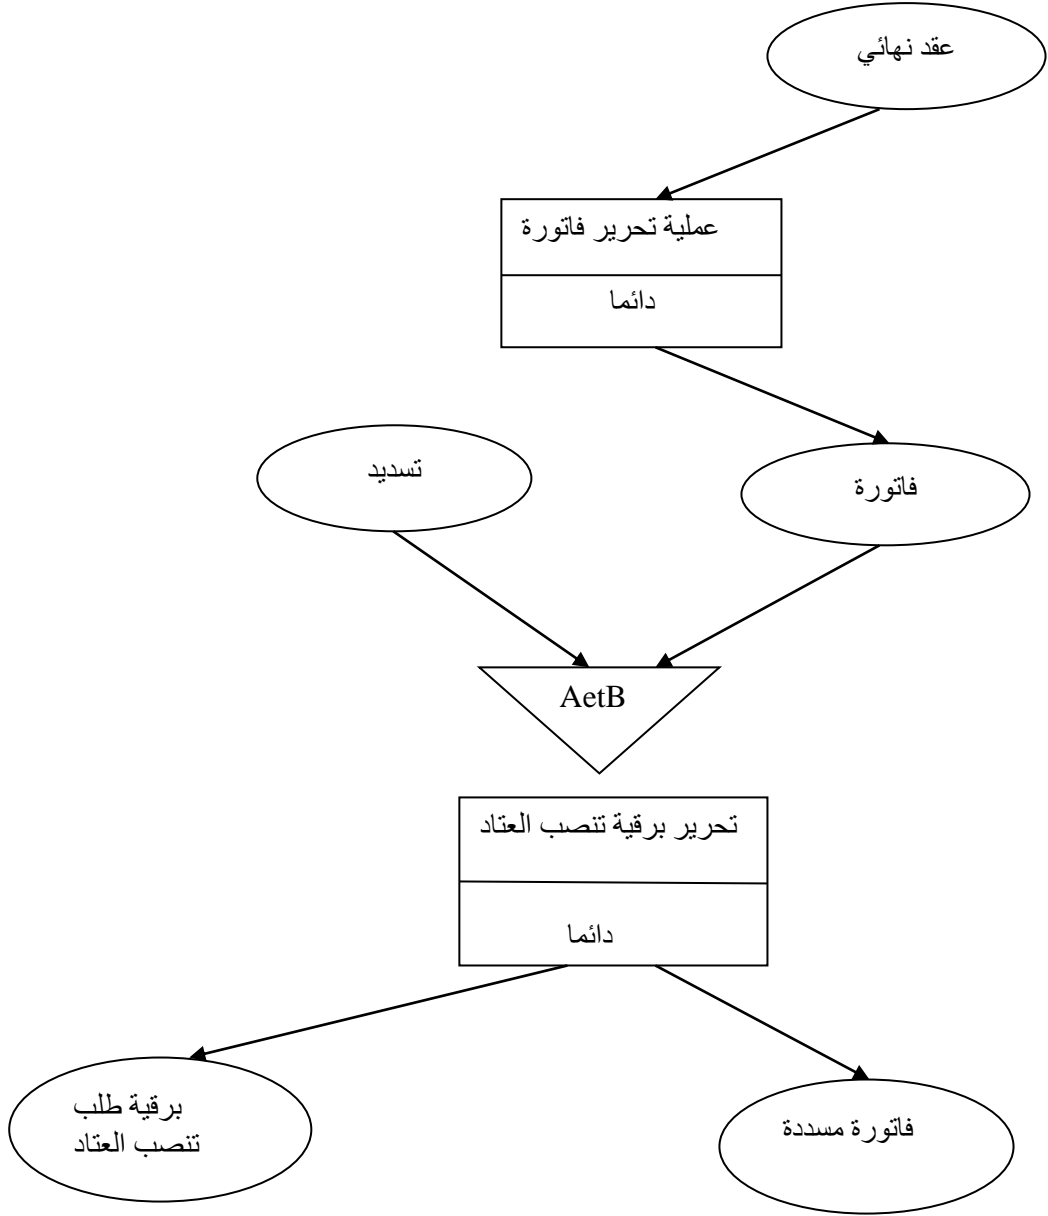 عقد نهائي
عملية تحرير فاتورة
دائما
تسديد
فاتورة
AetB
تحرير برقية تنصب العتاد
دائما
برقية طلب
تنصب العتاد
فاتورة مسددة